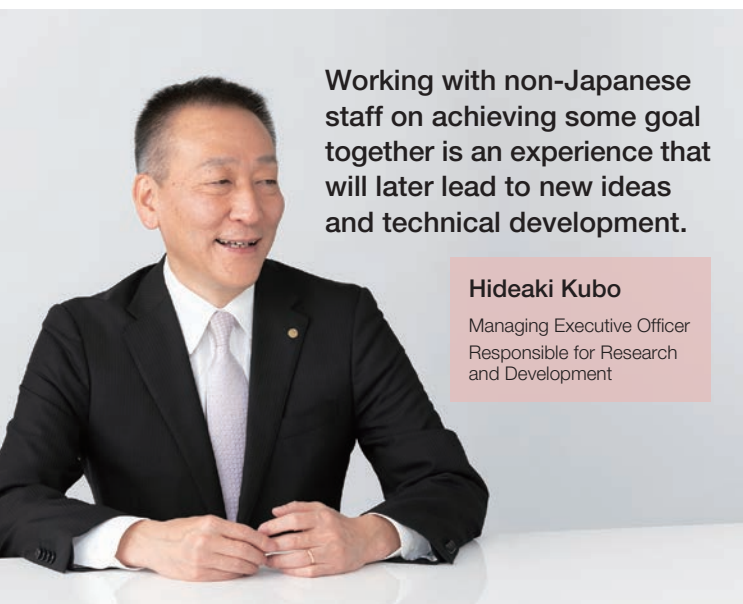 Working with non-Japanese
staff on achieving some goal
together is an experience that
will later lead to new ideas
and technical development.
Hideaki Kubo
Managing Executive Officer
Responsible for Research
and Development